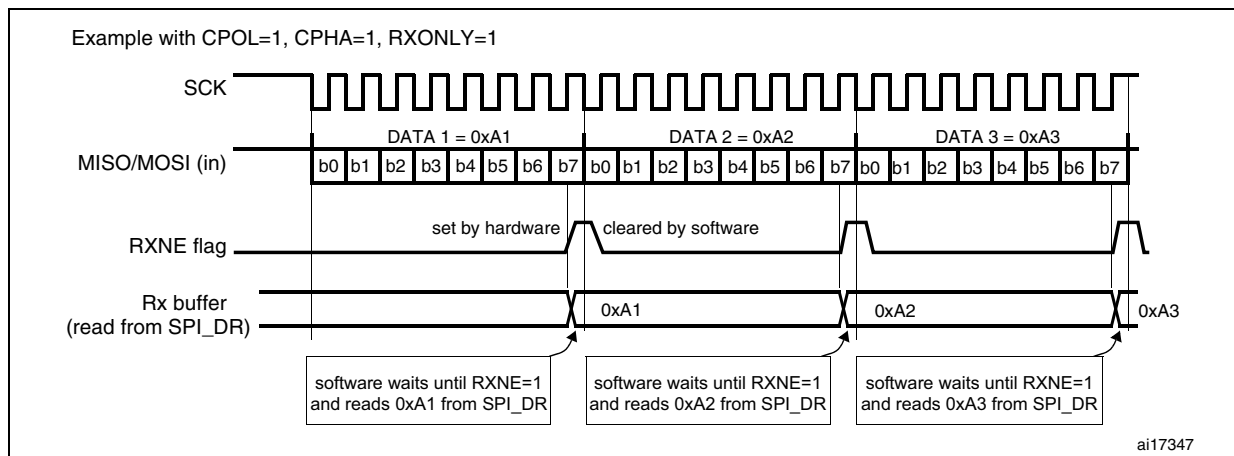 Example with CPOL=1, CPHA=1, RXONLY=1
SCK
DATA 1 = 0xA1 DATA 2 = 0xA2 DATA 3 = 0xA3
MISO/MOSI (in)
b0 b1 b2 b3 b4 b5 b6 b7 b0 b1 b2 b3 b4 b5 b6 b7 b0 b1 b2 b3 b4 b5 b6 b7
set by hardware cleared by software
RXNE flag
Rx buffer
(read from SPI_DR)
0xA1 0xA2 0xA3
software waits until RXNE=1
and reads 0xA1 from SPI_DR
software waits until RXNE=1
and reads 0xA2 from SPI_DR
software waits until RXNE=1
and reads 0xA3 from SPI_DR
ai17347